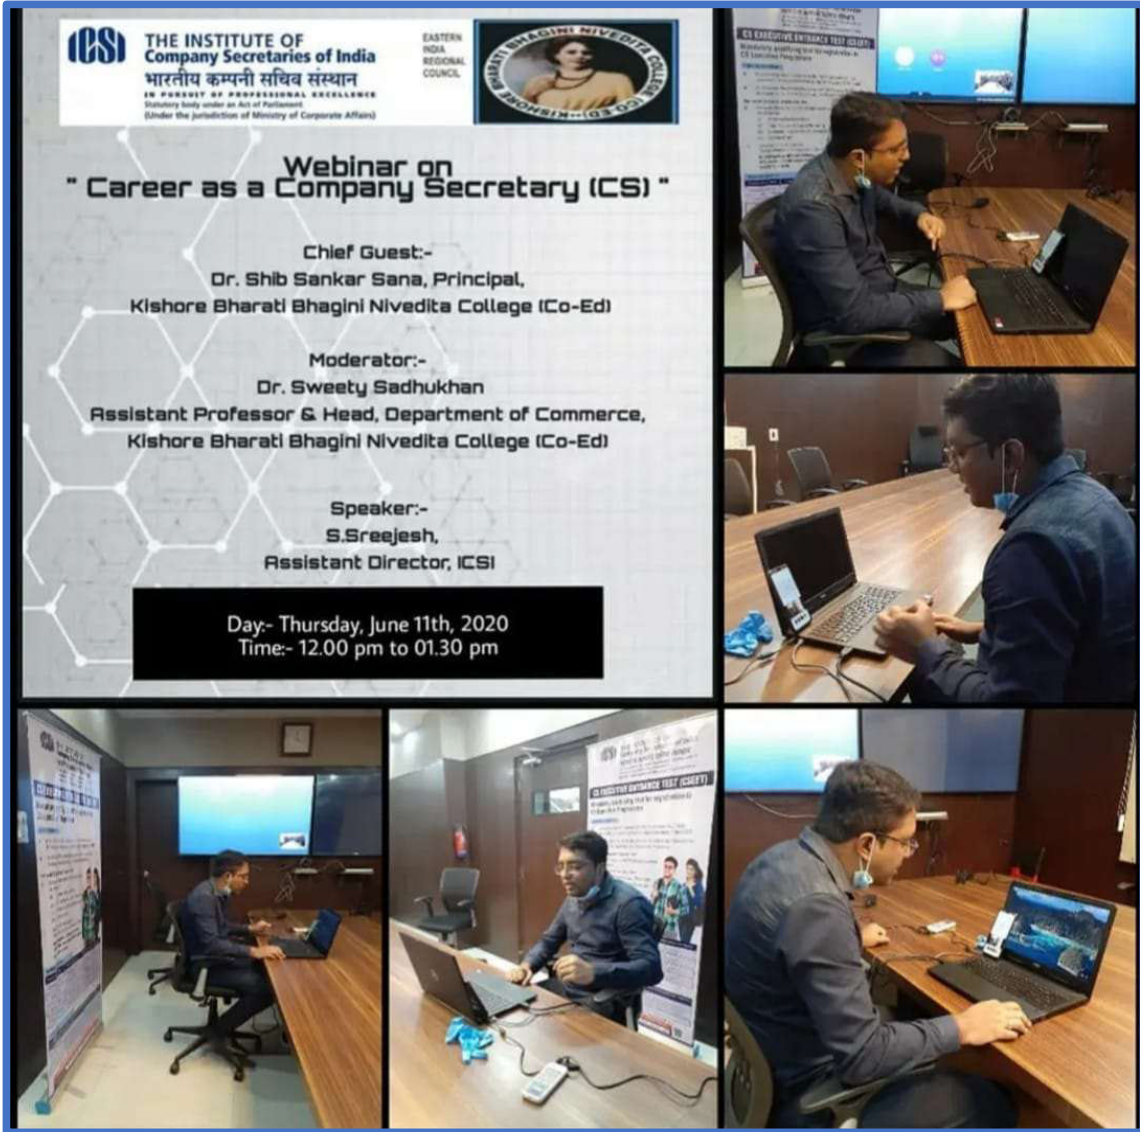 ICSI
THE INSTITUTE OF
Company Secretaries of India
भारतीय कम्पनी सचिव संस्थान
IN PURSUIT OF PROFESSIONAL EXCELLENCE
Statutory body under an Act of Parliament
(Under the jurisdiction of Ministry of Corporate Affairs)
EASTERN
INDIA
REGIONAL
COUNCIL
KISHORE BHARATI BHAGINI NIVEDITA COLLEGE (CO-ED)
Webinar on
" Career as a Company Secretary (CS) "
Chief Guest:-
Dr. Shib Sankar Sana, Principal,
Kishore Bharati Bhagini Nivedita College (Co-Ed)
Moderator:-
Dr. Sweety Sadhukhan
Assistant Professor & Head, Department of Commerce,
Kishore Bharati Bhagini Nivedita College (Co-Ed)
Speaker:-
S.Sreejesh,
Assistant Director, ICSI
Day:- Thursday, June 11th, 2020
Time:- 12.00 pm to 01.30 pm
CS EXECUTIVE ENTRANCE TEST (CSEET)
CS EXECUTIVE ENTRANCE TEST (CSEET)